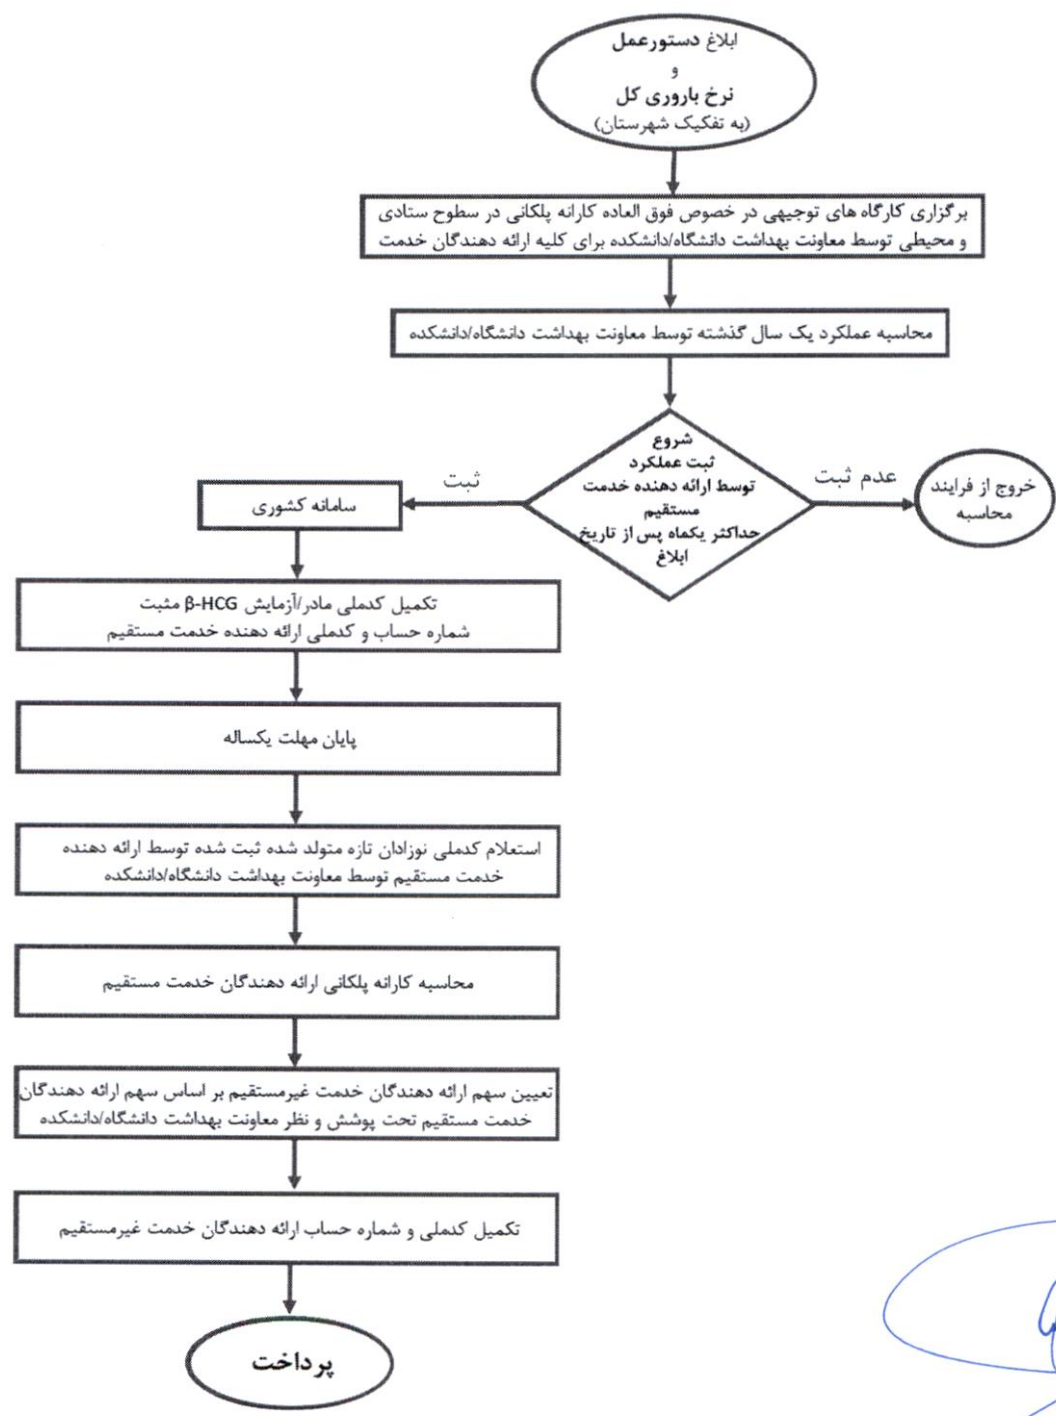 ابلاغ دستورعمل
و
نرخ باروری کل
(به تفکیک شهرستان)
برگزاری کارگاه های توجیهی در خصوص فوق العاده کارانه پلکانی در سطوح ستادی
و محیطی توسط معاونت بهداشت دانشگاه/دانشکده برای کلیه ارائه دهندگان خدمت
محاسبه عملکرد یک سال گذشته توسط معاونت بهداشت دانشگاه/دانشکده
شروع
ثبت عملکرد
توسط ارائه دهنده خدمت
مستقیم
حداکثر یکماه پس از تاریخ
ابلاغ
عدم ثبت
خروج از فرایند
محاسبه
ثبت
سامانه کشوری
تکمیل کدملی مادر/آزمایش β-HCG مثبت
شماره حساب و کدملی ارائه دهنده خدمت مستقیم
پایان مهلت یکساله
استعلام کدملی نوزادان تازه متولد شده ثبت شده توسط ارائه دهنده
خدمت مستقیم توسط معاونت بهداشت دانشگاه/دانشکده
محاسبه کارانه پلکانی ارائه دهندگان خدمت مستقیم
تعیین سهم ارائه دهندگان خدمت غیرمستقیم بر اساس سهم ارائه دهندگان
خدمت مستقیم تحت پوشش و نظر معاونت بهداشت دانشگاه/دانشکده
تکمیل کدملی و شماره حساب ارائه دهندگان خدمت غیرمستقیم
پرداخت